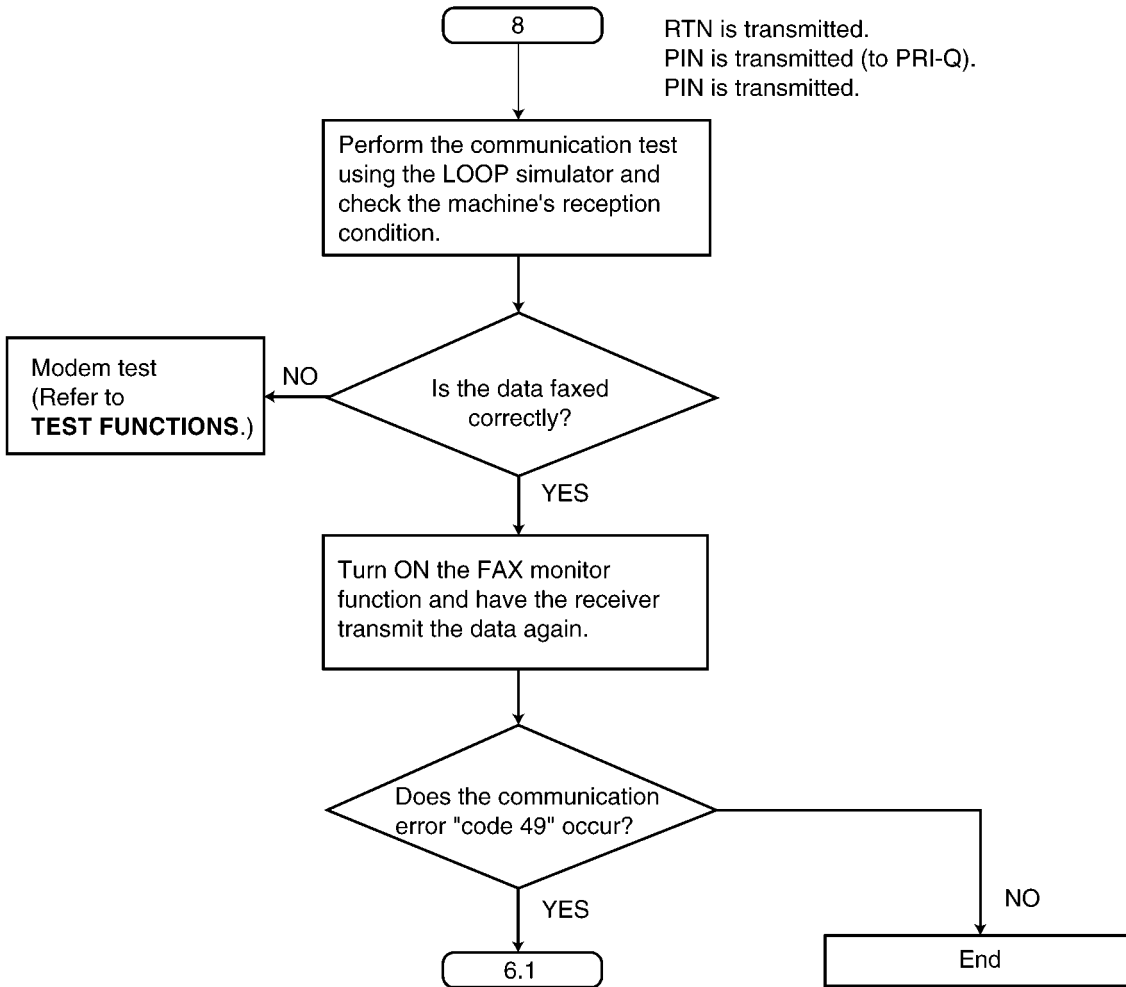 8
RTN is transmitted.
PIN is transmitted (to PRI-Q).
PIN is transmitted.
Perform the communication test
using the LOOP simulator and
check the machine's reception
condition.
Modem test
(Refer to
TEST FUNCTIONS.)
NO
Is the data faxed
correctly?
YES
Turn ON the FAX monitor
function and have the receiver
transmit the data again.
Does the communication
error "code 49" occur?
YES
NO
6.1
End